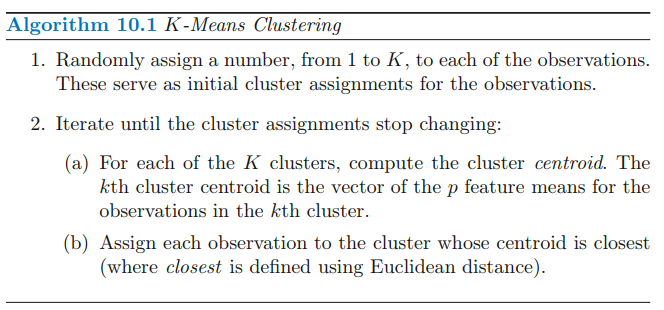 Algorithm 10.1 K-Means Clustering
1. Randomly assign a number, from 1 to K, to each of the observations.
These serve as initial cluster assignments for the observations.
2. Iterate until the cluster assignments stop changing:
(a) For each of the K clusters, compute the cluster centroid. The
kth cluster centroid is the vector of the p feature means for the
observations in the kth cluster.
(b) Assign each observation to the cluster whose centroid is closest
(where closest is defined using Euclidean distance).